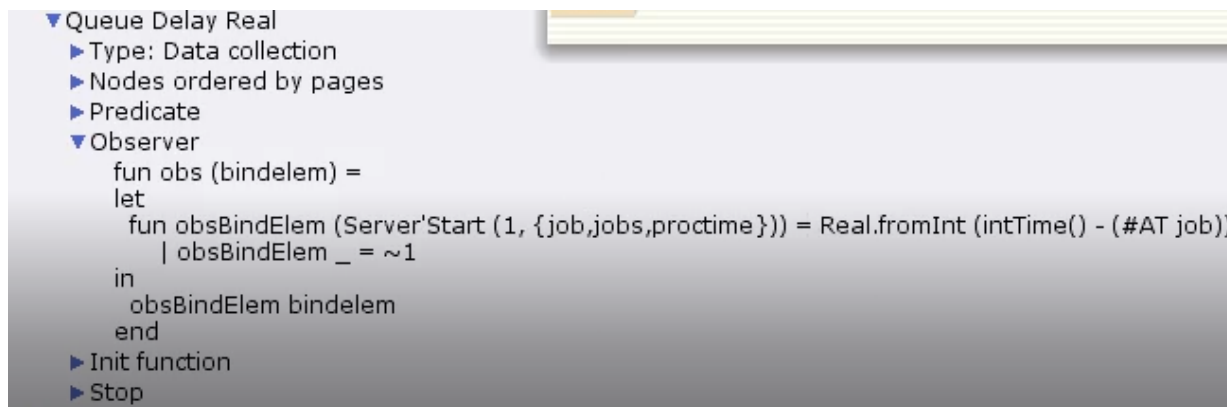 Queue Delay Real
Type: Data collection
Nodes ordered by pages
Predicate
Observer
fun obs (bindelem) =
let
fun obsBindElem (Server'Start (1, {job,jobs,proctime})) = Real.fromInt (intTime() - (#AT job))
| obsBindElem _ = ~1
in
obsBindElem bindelem
end
Init function
Stop